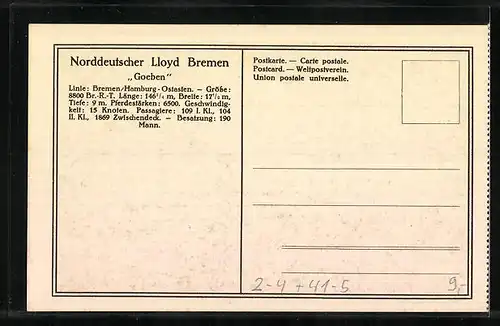 Norddeutscher Lloyd Bremen
„Goeben"
Linie: Bremen/Hamburg-Ostasien. — Größe:
8800 Br.-R.-T. Länge: 146¹/₄ m, Breite: 17¹/₂ m,
Tiefe: 9 m. Pferdestärken: 6500. Geschwindig-
keit: 15 Knoten. Passagiere: 109 I. Kl., 104
II. Kl., 1869 Zwischendeck. — Besatzung: 190
Mann.
Postkarte. — Carte postale.
Postcard. — Weltpostverein.
Union postale universelle.
2-4 + 41-5
9,-